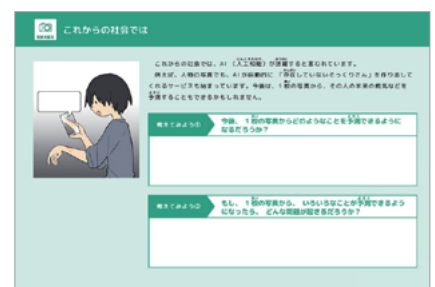 これからの社会では
これからの社会では、AI（人工知能）が活躍すると言われています。
例えば、人物の写真でも、AIが自動的に「存在していないそっくりさん」を作り出して
くれるサービスも始まっています。今後は、1枚の写真から、その人の未来の病気などを
予測することもできるかもしれません。
考えてみよう①
今後、1枚の写真からどのようなことを予測できるように
なるだろうか？
考えてみよう②
もし、1枚の写真から、いろいろなことが予測できるよう
になったら、どんな問題が起きるだろうか？